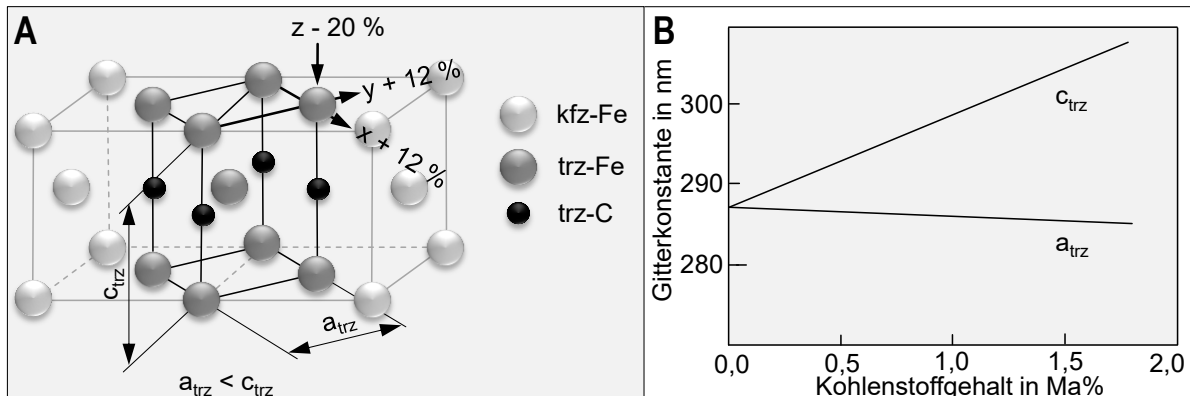 A
z - 20 %
y + 12 %
x + 12 %
c_trz
a_trz
a_trz < c_trz
kfz-Fe
trz-Fe
trz-C
B
Gitterkonstante in nm
300
290
280
c_trz
a_trz
0,0
0,5
1,0
1,5
2,0
Kohlenstoffgehalt in Ma%